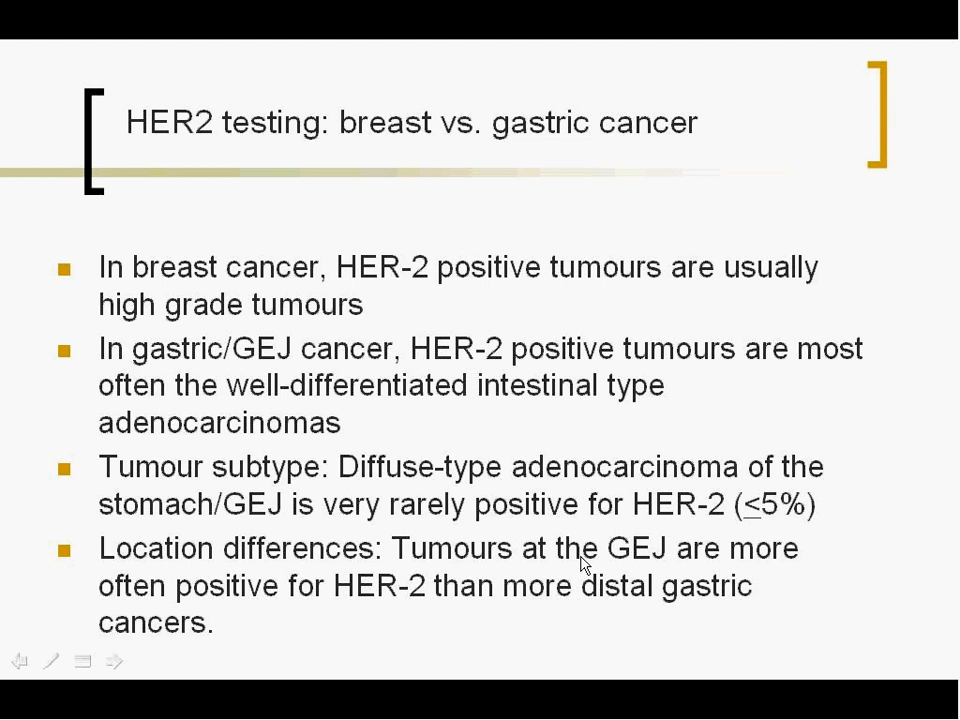 HER2 testing: breast vs. gastric cancer
In breast cancer, HER-2 positive tumours are usually
high grade tumours
In gastric/GEJ cancer, HER-2 positive tumours are most
often the well-differentiated intestinal type
adenocarcinomas
Tumour subtype: Diffuse-type adenocarcinoma of the
stomach/GEJ is very rarely positive for HER-2 (≤5%)
Location differences: Tumours at the GEJ are more
often positive for HER-2 than more distal gastric
cancers.